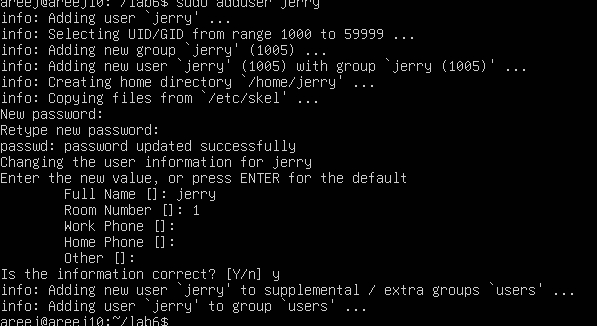 areej@areej10:~/lab6$ sudo adduser jerry
info: Adding user `jerry' ...
info: Selecting UID/GID from range 1000 to 59999 ...
info: Adding new group `jerry' (1005) ...
info: Adding new user `jerry' (1005) with group `jerry (1005)' ...
info: Creating home directory `/home/jerry' ...
info: Copying files from `/etc/skel' ...
New password:
Retype new password:
passwd: password updated successfully
Changing the user information for jerry
Enter the new value, or press ENTER for the default
Full Name []: jerry
Room Number []: 1
Work Phone []:
Home Phone []:
Other []:
Is the information correct? [Y/n] y
info: Adding new user `jerry' to supplemental / extra groups `users' ...
info: Adding user `jerry' to group `users' ...
areej@areej10:~/lab6$